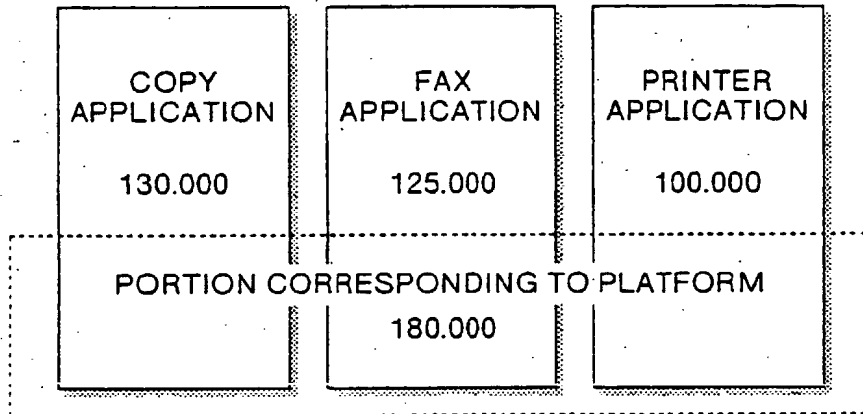 COPY
APPLICATION
130.000
FAX
APPLICATION
125.000
PRINTER
APPLICATION
100.000
PORTION CORRESPONDING TO PLATFORM
180.000